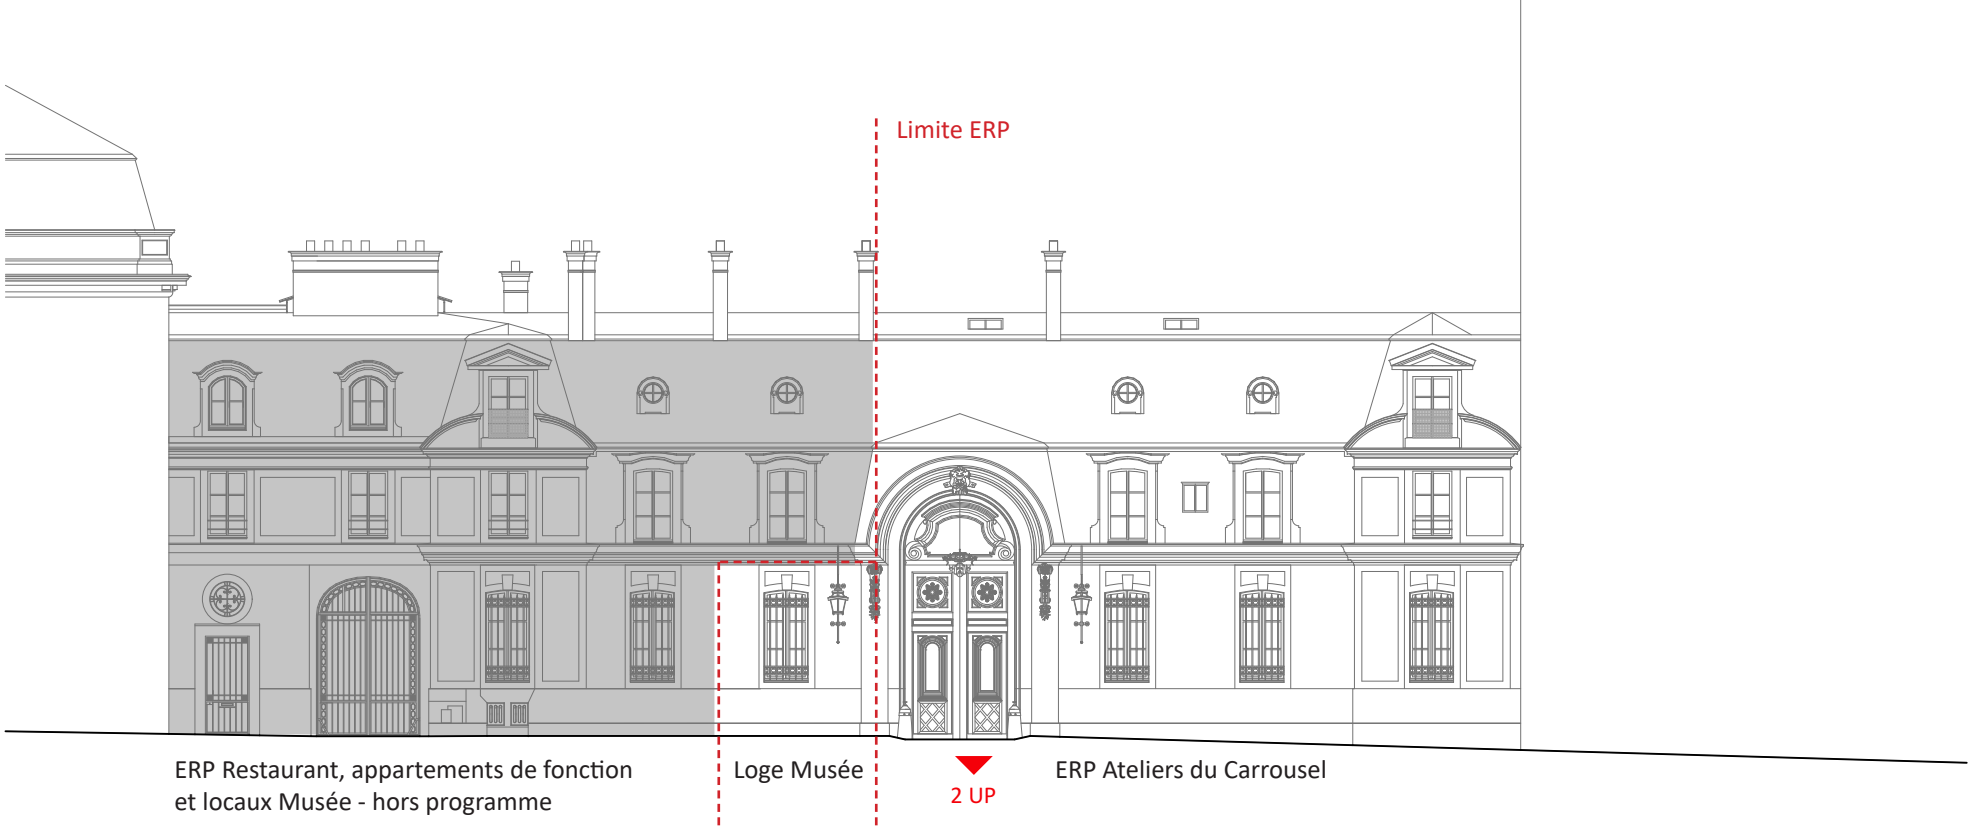 Limite ERP
ERP Restaurant, appartements de fonction
et locaux Musée - hors programme
Loge Musée
2 UP
ERP Ateliers du Carrousel